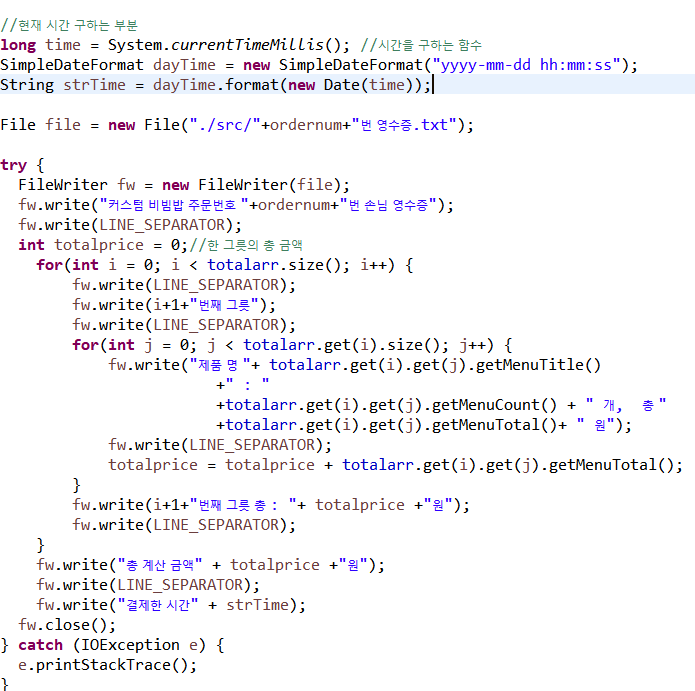 //현재 시간 구하는 부분
long time = System.currentTimeMillis(); //시간을 구하는 함수
SimpleDateFormat dayTime = new SimpleDateFormat("yyyy-mm-dd hh:mm:ss");
String strTime = dayTime.format(new Date(time));
File file = new File("./src/"+ordernum+"번 영수증.txt");
try {
FileWriter fw = new FileWriter(file);
fw.write("커스텀 비빔밥 주문번호 "+ordernum+"번 손님 영수증");
fw.write(LINE_SEPARATOR);
int totalprice = 0;//한 그릇의 총 금액
for(int i = 0; i < totalarr.size(); i++) {
fw.write(LINE_SEPARATOR);
fw.write(i+1+"번째 그릇");
fw.write(LINE_SEPARATOR);
for(int j = 0; j < totalarr.get(i).size(); j++) {
fw.write("제품 명 "+ totalarr.get(i).get(j).getMenuTitle()
+" : "
+totalarr.get(i).get(j).getMenuCount() + " 개,  총 "
+totalarr.get(i).get(j).getMenuTotal()+ " 원");
fw.write(LINE_SEPARATOR);
totalprice = totalprice + totalarr.get(i).get(j).getMenuTotal();
}
fw.write(i+1+"번째 그릇 총 : "+ totalprice +"원");
fw.write(LINE_SEPARATOR);
}
fw.write("총 계산 금액" + totalprice +"원");
fw.write(LINE_SEPARATOR);
fw.write("결제한 시간" + strTime);
fw.close();
} catch (IOException e) {
e.printStackTrace();
}